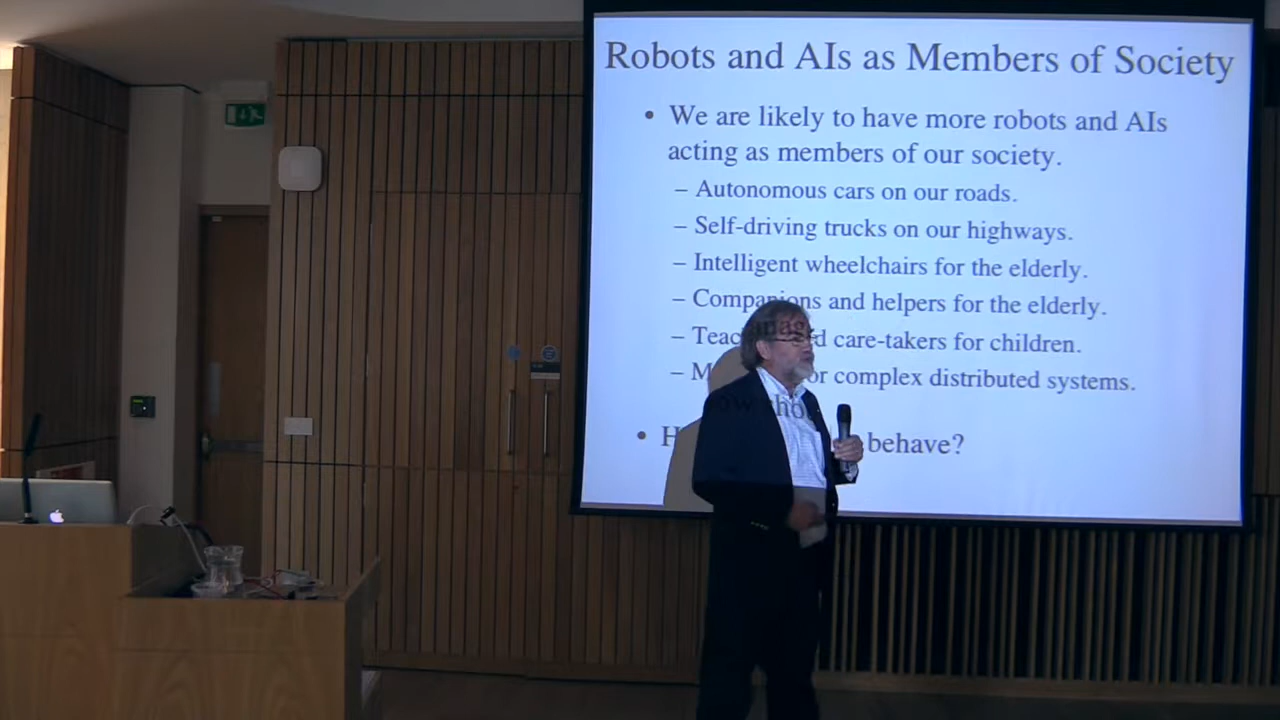 Robots and AIs as Members of Society
• We are likely to have more robots and AIs
acting as members of our society.
– Autonomous cars on our roads.
– Self-driving trucks on our highways.
– Intelligent wheelchairs for the elderly.
– Companions and helpers for the elderly.
– Teac d care-takers for children.
– M or complex distributed systems.
• H behave?